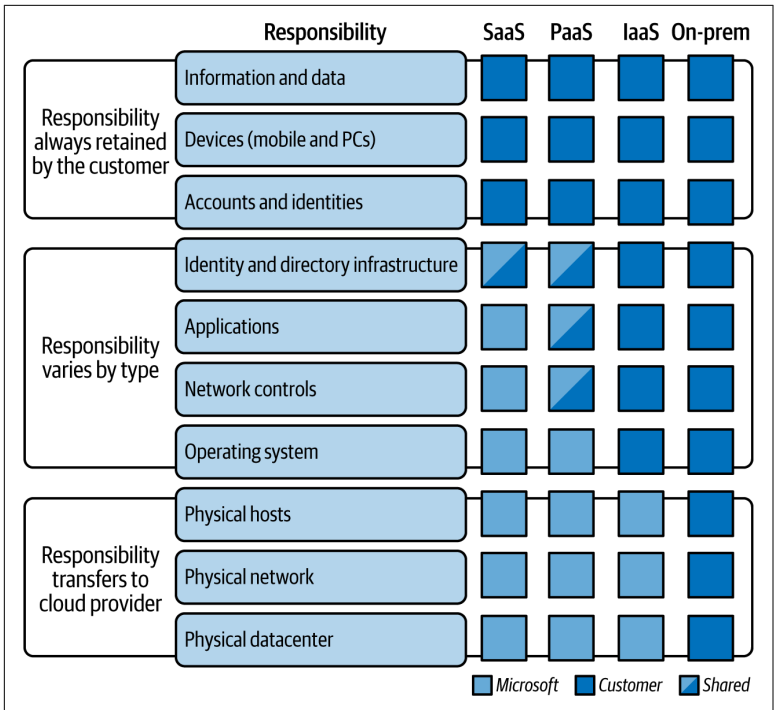 Responsibility SaaS PaaS IaaS On-prem
Responsibility
always retained
by the customer
Information and data
Devices (mobile and PCs)
Accounts and identities
Responsibility
varies by type
Identity and directory infrastructure
Applications
Network controls
Operating system
Responsibility
transfers to
cloud provider
Physical hosts
Physical network
Physical datacenter
Microsoft Customer Shared